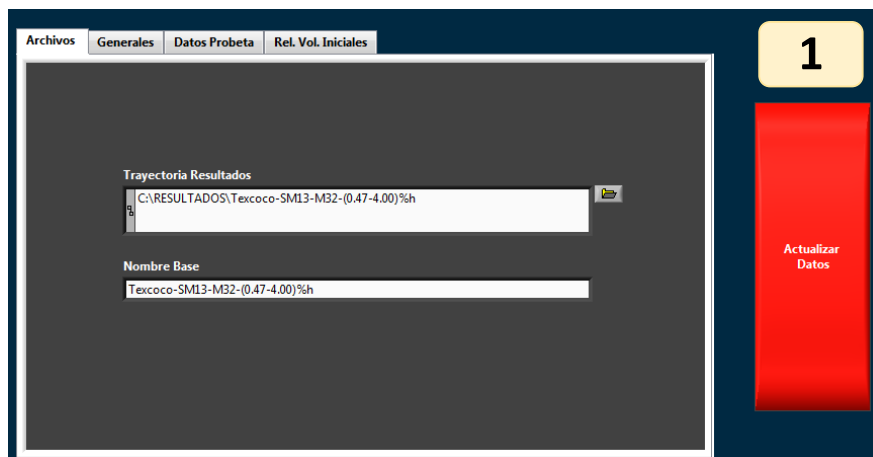 Archivos
Generales
Datos Probeta
Rel. Vol. Iniciales
1
Trayectoria Resultados
C:\RESULTADOS\Texcoco-SM13-M32-(0.47-4.00)%h
Nombre Base
Texcoco-SM13-M32-(0.47-4.00)%h
Actualizar
Datos